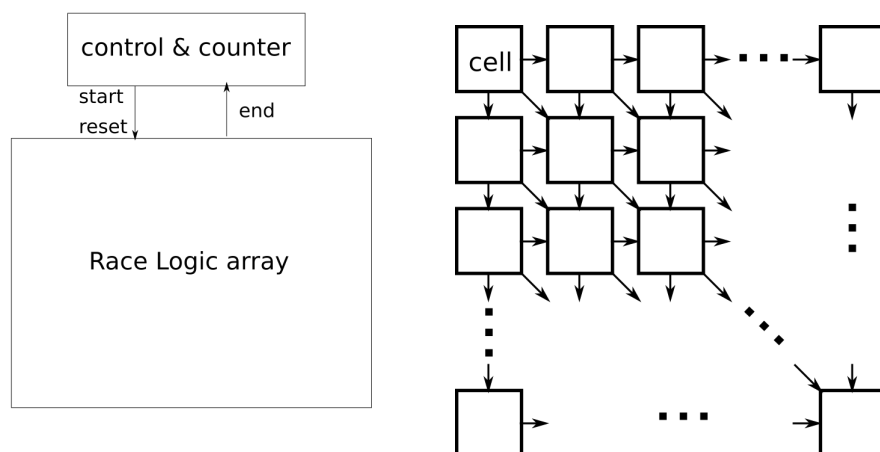 control & counter
start
reset
end
Race Logic array
cell